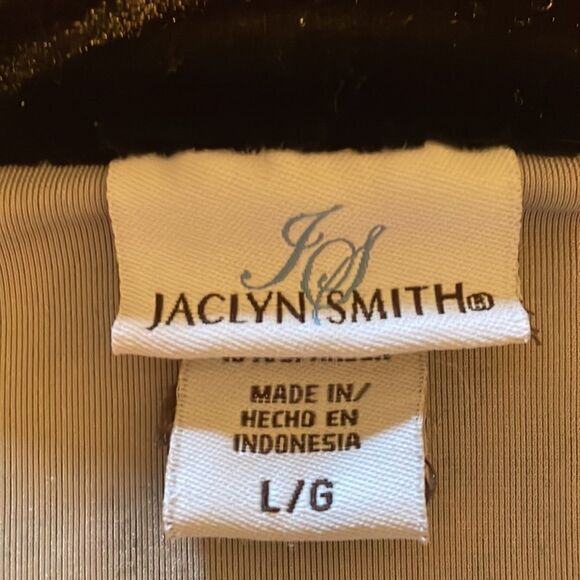 JS
JACLYN SMITH®
MADE IN/
HECHO EN
INDONESIA
L/G